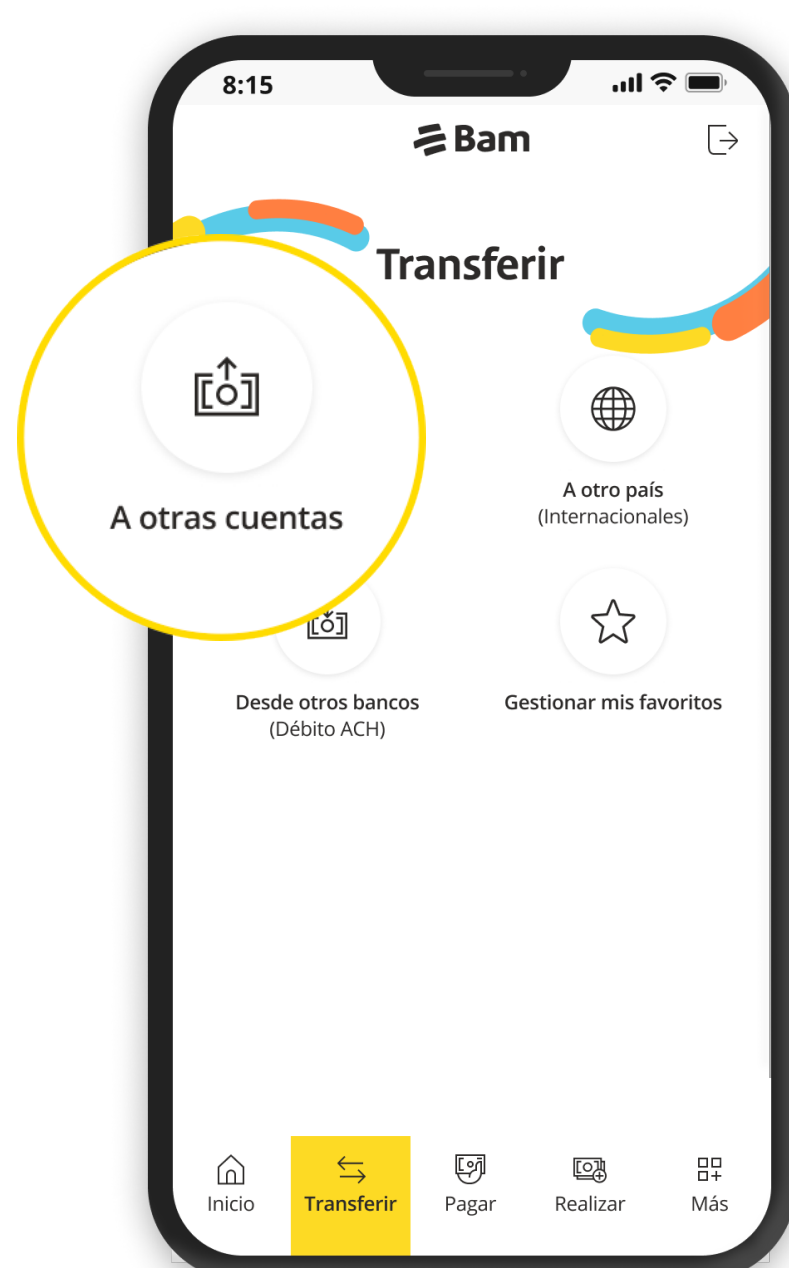 8:15
Bam
Transferir
A otras cuentas
A otro país
(Internacionales)
Desde otros bancos
(Débito ACH)
Gestionar mis favoritos
Inicio
Transferir
Pagar
Realizar
Más